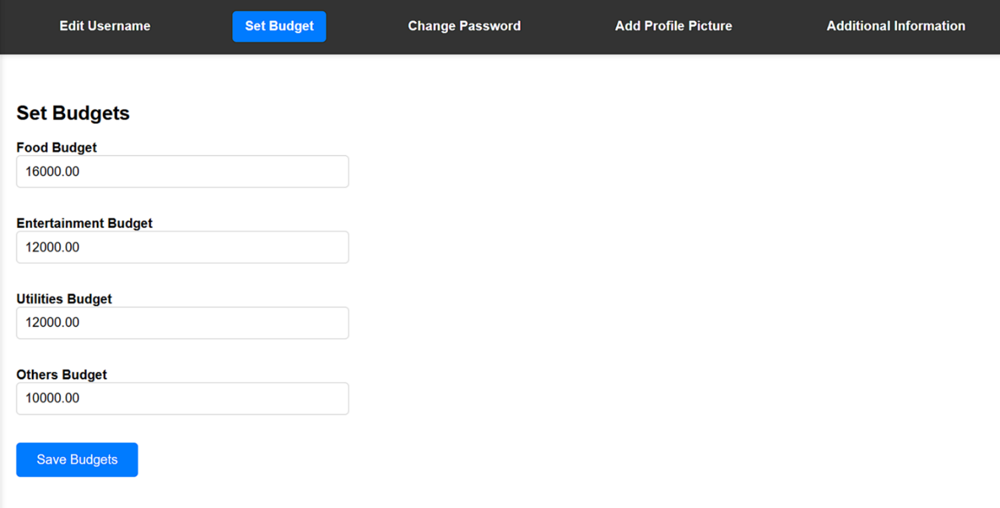 Edit Username Set Budget Change Password Add Profile Picture Additional Information
Set Budgets
Food Budget
16000.00
Entertainment Budget
12000.00
Utilities Budget
12000.00
Others Budget
10000.00
Save Budgets